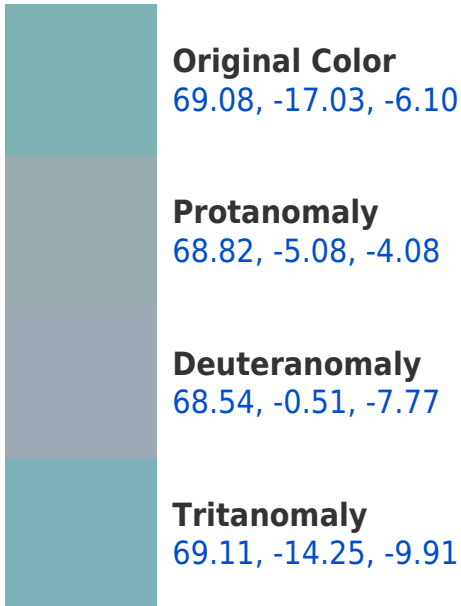 Original Color
69.08, -17.03, -6.10
Protanomaly
68.82, -5.08, -4.08
Deuteranomaly
68.54, -0.51, -7.77
Tritanomaly
69.11, -14.25, -9.91